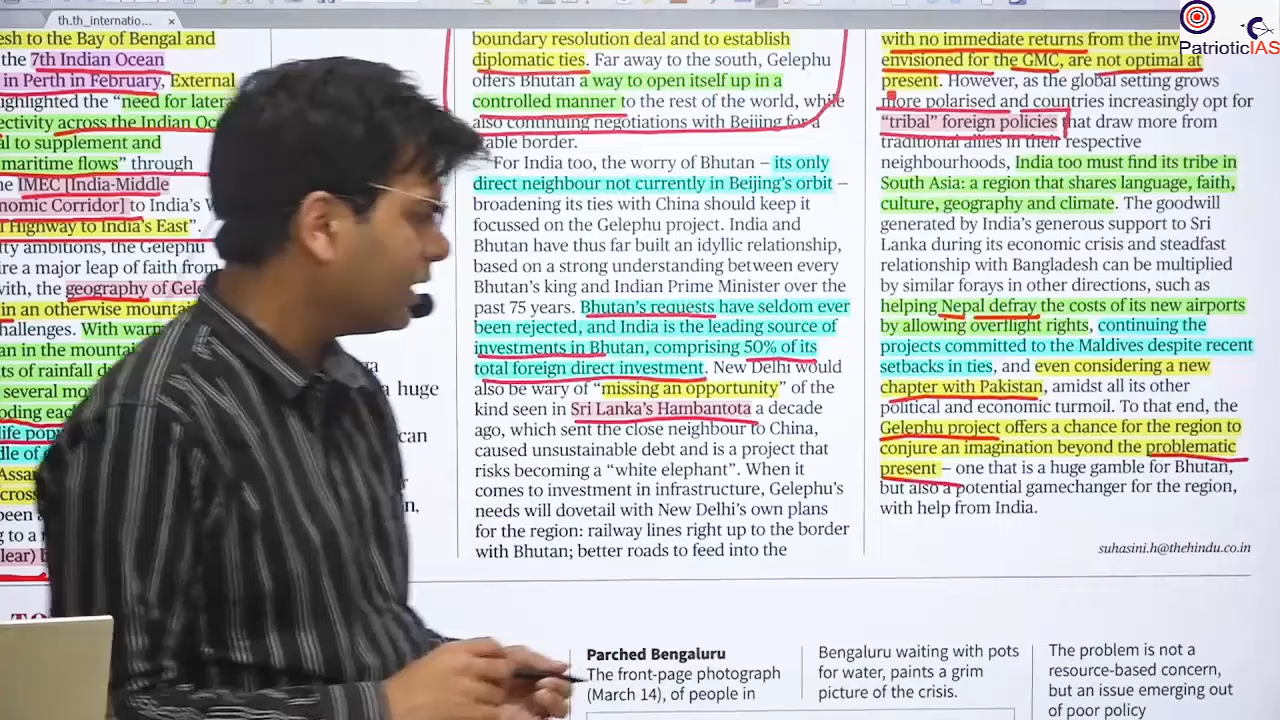 th.th_internatio...
PatrioticIAS
esh to the Bay of Bengal and
the 7th Indian Ocean
in Perth in February, External
ghlighted the “need for latera
ectivity across the Indian Oc
al to supplement and
maritime flows” through
he IMEC [India-Middle
nomic Corridor] to India’s W
l Highway to India’s East”.
fty ambitions, the Gelephu
ire a major leap of faith from
with, the geography of Gele
in an otherwise mounta
hallenges. With warm
an in the mountai
ts of rainfall d
several mo
oding eac
life pop
dle of
Assa
cross
been a
g to a
lear)
boundary resolution deal and to establish
diplomatic ties. Far away to the south, Gelephu
offers Bhutan a way to open itself up in a
controlled manner to the rest of the world, while
also continuing negotiations with Beijing for a
table border.
For India too, the worry of Bhutan – its only
direct neighbour not currently in Beijing’s orbit –
broadening its ties with China should keep it
focussed on the Gelephu project. India and
Bhutan have thus far built an idyllic relationship,
based on a strong understanding between every
Bhutan’s king and Indian Prime Minister over the
past 75 years. Bhutan’s requests have seldom ever
been rejected, and India is the leading source of
investments in Bhutan, comprising 50% of its
total foreign direct investment. New Delhi would
also be wary of “missing an opportunity” of the
kind seen in Sri Lanka’s Hambantota a decade
ago, which sent the close neighbour to China,
caused unsustainable debt and is a project that
risks becoming a “white elephant”. When it
comes to investment in infrastructure, Gelephu’s
needs will dovetail with New Delhi’s own plans
for the region: railway lines right up to the border
with Bhutan; better roads to feed into the
with no immediate returns from the inv
envisioned for the GMC, are not optimal at
present. However, as the global setting grows
more polarised and countries increasingly opt for
“tribal” foreign policies that draw more from
traditional allies in their respective
neighbourhoods, India too must find its tribe in
South Asia: a region that shares language, faith,
culture, geography and climate. The goodwill
generated by India’s generous support to Sri
Lanka during its economic crisis and steadfast
relationship with Bangladesh can be multiplied
by similar forays in other directions, such as
helping Nepal defray the costs of its new airports
by allowing overflight rights, continuing the
projects committed to the Maldives despite recent
setbacks in ties, and even considering a new
chapter with Pakistan, amidst all its other
political and economic turmoil. To that end, the
Gelephu project offers a chance for the region to
conjure an imagination beyond the problematic
present – one that is a huge gamble for Bhutan,
but also a potential gamechanger for the region,
with help from India.
suhasini.h@thehindu.co.in
huge
can
Parched Bengaluru
The front-page photograph
(March 14), of people in
Bengaluru waiting with pots
for water, paints a grim
picture of the crisis.
The problem is not a
resource-based concern,
but an issue emerging out
of poor policy